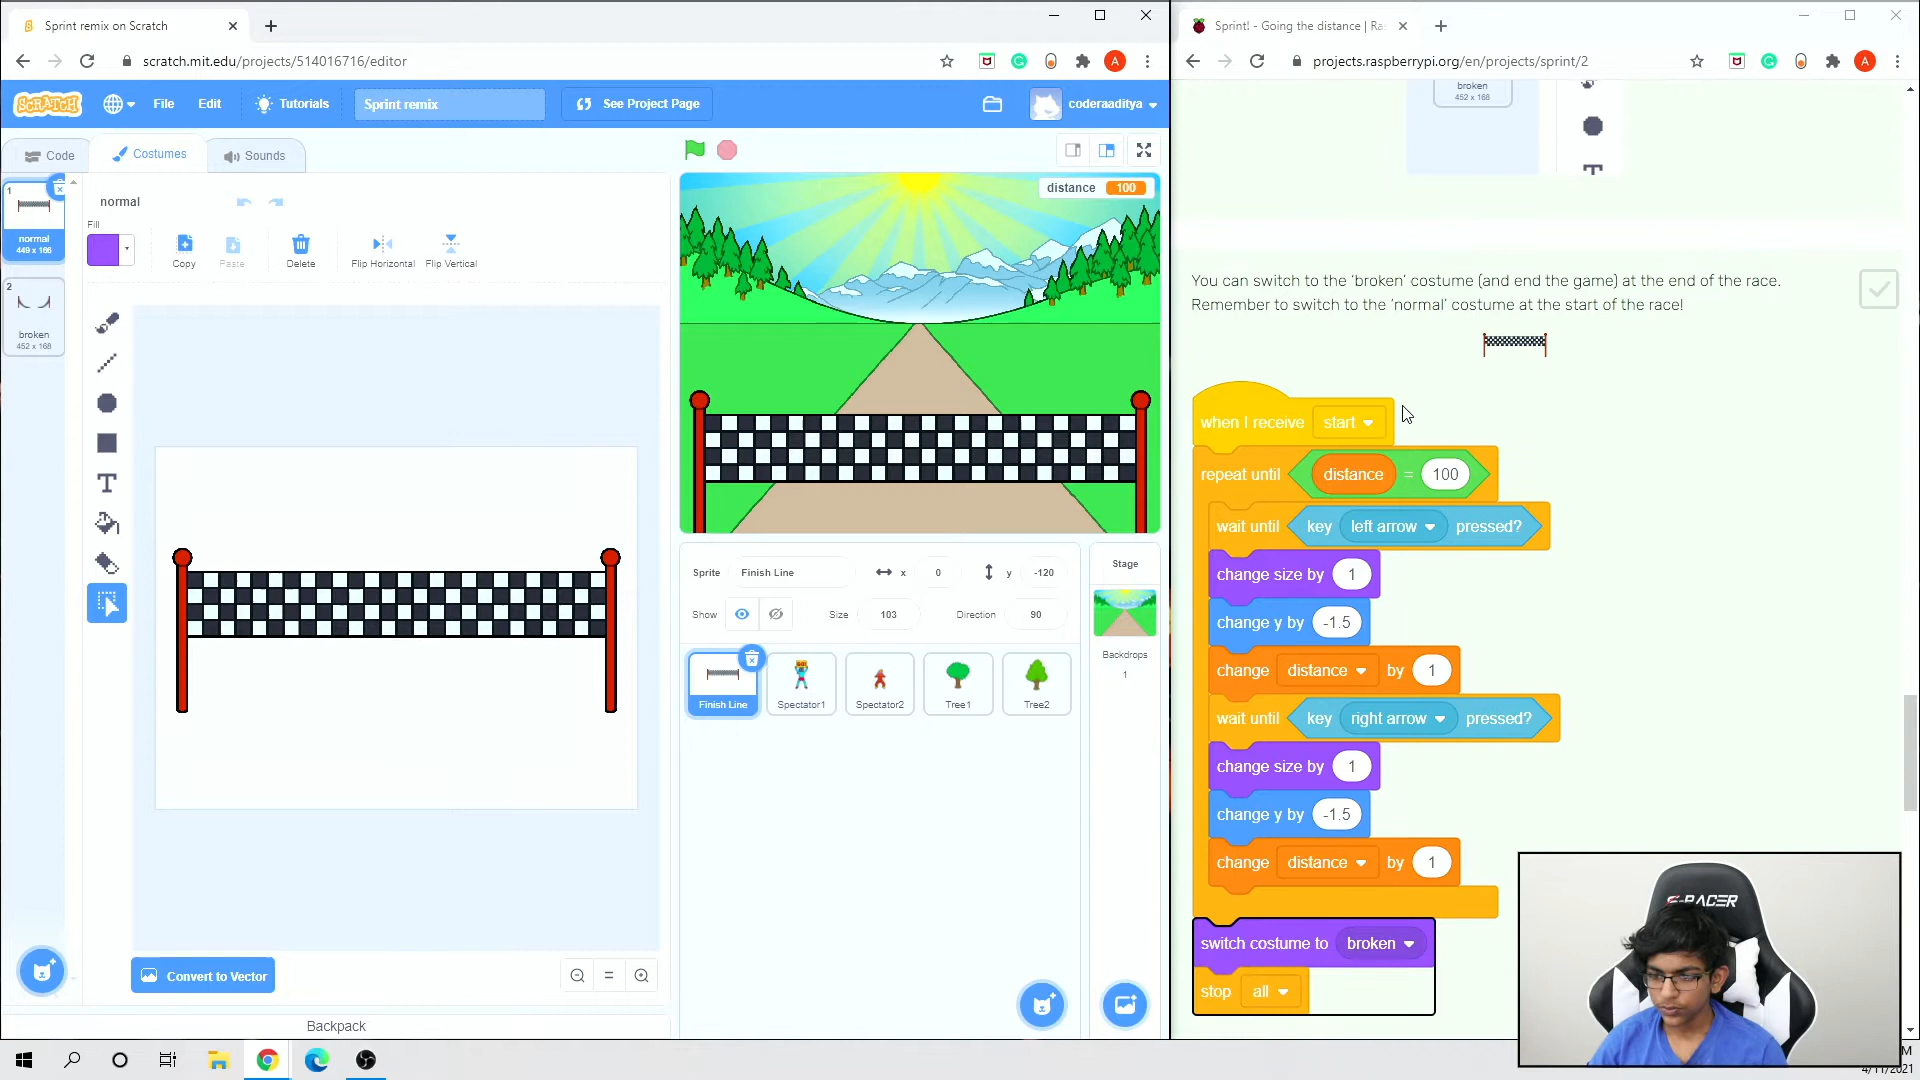 Sprint remix on Scratch
scratch.mit.edu/projects/514016716/editor
A
SCRATCH
File
Edit
Tutorials
Sprint remix
See Project Page
coderaaditya
Code
Costumes
Sounds
1
normal
449 x 166
2
broken
452 x 168
normal
Fill
Copy
Paste
Delete
Flip Horizontal
Flip Vertical
T
Convert to Vector
Backpack
distance 100
Sprite
Finish Line
x
0
y
-120
Show
Size
103
Direction
90
Finish Line
Spectator1
Spectator2
Tree1
Tree2
Stage
Backdrops
1
Sprint! - Going the distance | Ra
projects.raspberrypi.org/en/projects/sprint/2
A
broken
452 x 168
You can switch to the 'broken' costume (and end the game) at the end of the race.
Remember to switch to the 'normal' costume at the start of the race!
when I receive start
repeat until distance = 100
wait until key left arrow pressed?
change size by 1
change y by -1.5
change distance by 1
wait until key right arrow pressed?
change size by 1
change y by -1.5
change distance by 1
switch costume to broken
stop all
S-RACER
M
4/11/2021